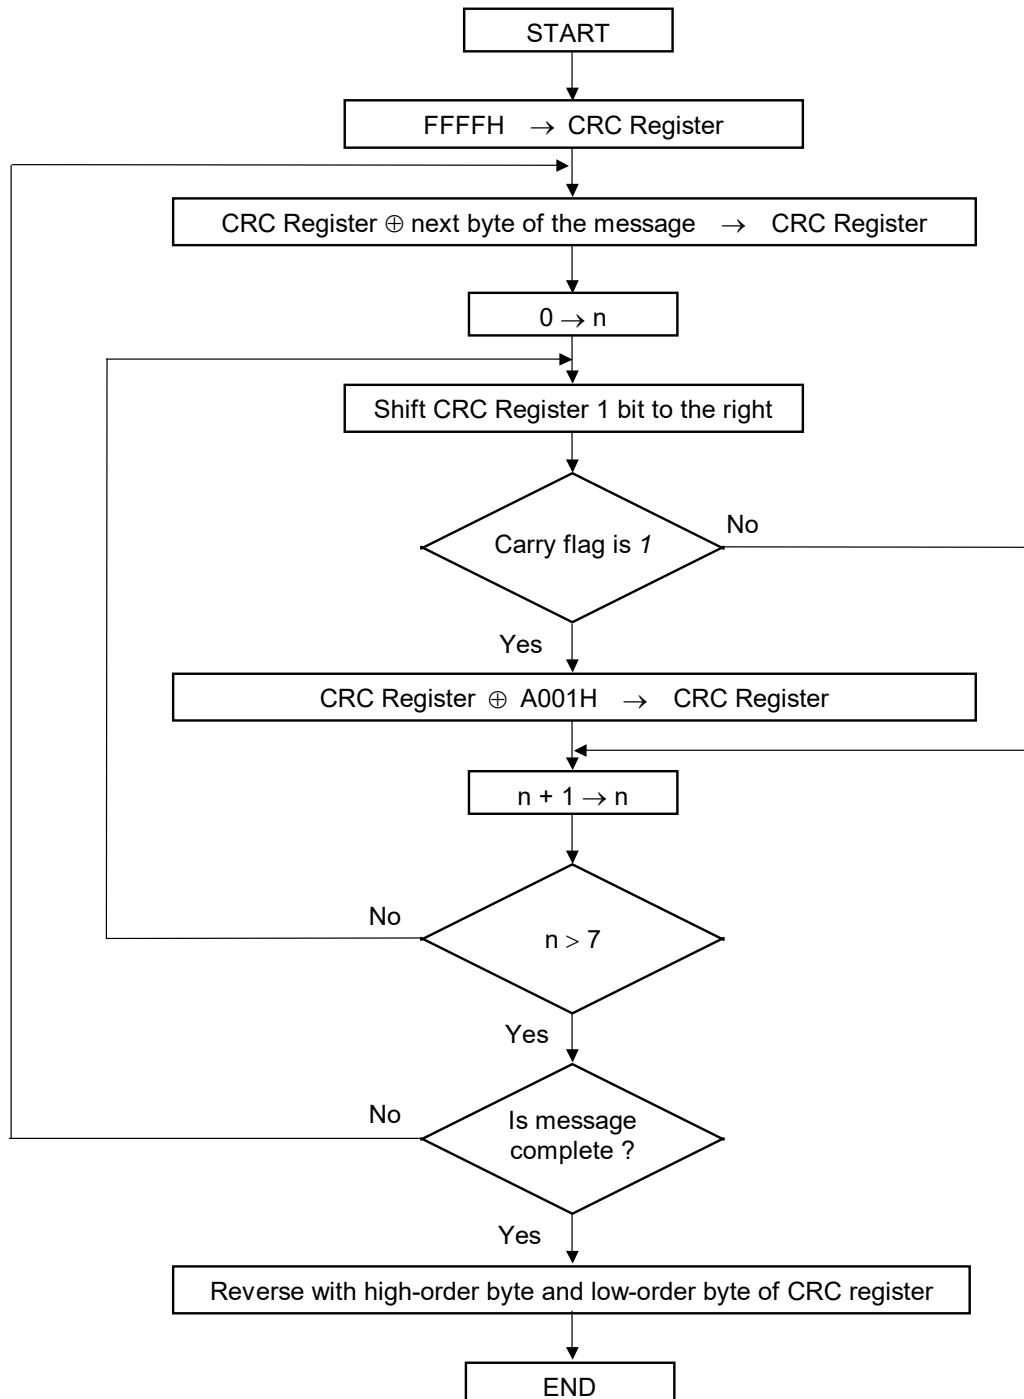 START
FFFFH → CRC Register
CRC Register ⊕ next byte of the message → CRC Register
0 → n
Shift CRC Register 1 bit to the right
Carry flag is 1
No
Yes
CRC Register ⊕ A001H → CRC Register
n + 1 → n
No
n > 7
Yes
No
Is message
complete ?
Yes
Reverse with high-order byte and low-order byte of CRC register
END